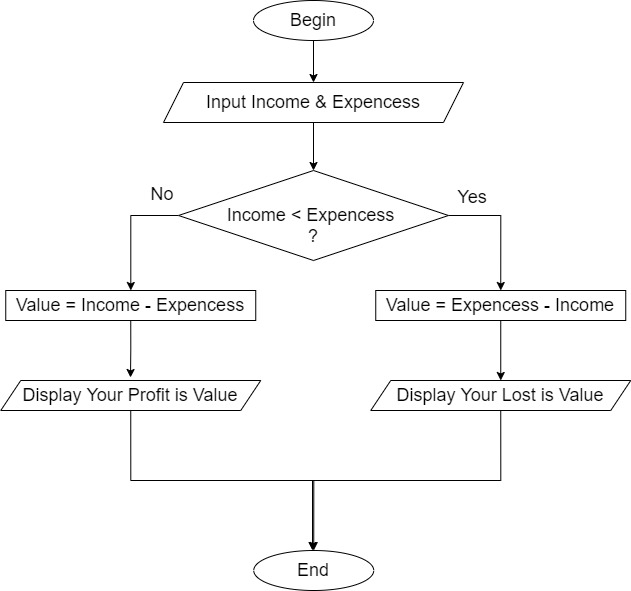 Begin
Input Income & Expencess
No
Yes
Income < Expencess
?
Value = Income - Expencess
Value = Expencess - Income
Display Your Profit is Value
Display Your Lost is Value
End